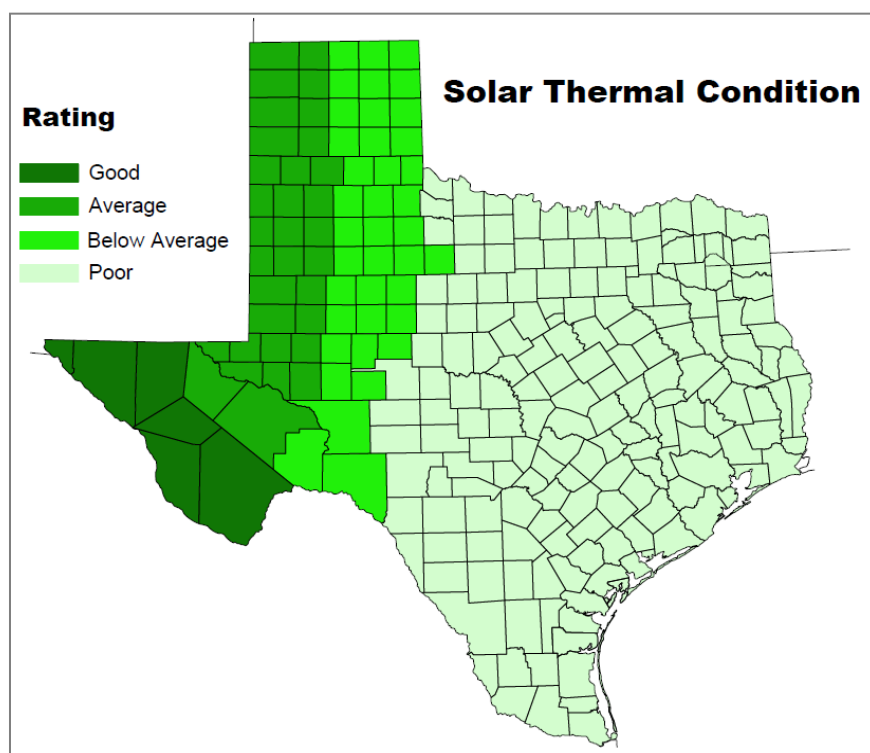 Solar Thermal Condition
Rating
Good
Average
Below Average
Poor